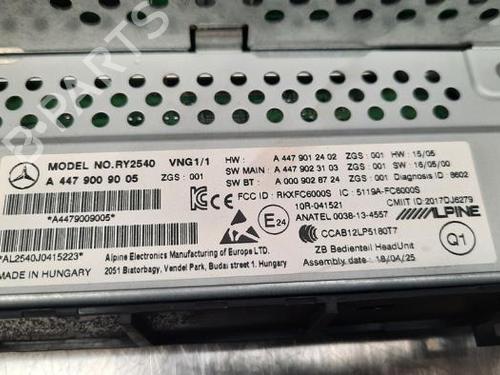 MODEL NO.RY2540 VNG1/1 HW: A 447 901 24 02 ZGS: 001 HW: 15/05
A 447 900 90 05 ZGS: 001 SW MAIN: A 447 902 31 03 ZGS: 001 SW: 16/05/00
SW BT: A 000 902 87 24 ZGS: 001 Diagnosis ID: 8602
*A4479009005* FCC ID: RKXFC6000S IC: 5119A-FC6000S
10R-041521 CMIIT ID:2017DJ6279
E24 ANATEL 0038-13-4557 ALPINE
*AL2540J0415223* Alpine Electronics Manufacturing of Europe LTD. CCAB12LP5180T7
MADE IN HUNGARY 2051 Biatorbagy, Vendel Park, Budai street 1. Hungary ZB Bedienteil HeadUnit Q1
Assembly date: 18/04/25
B-PARTS